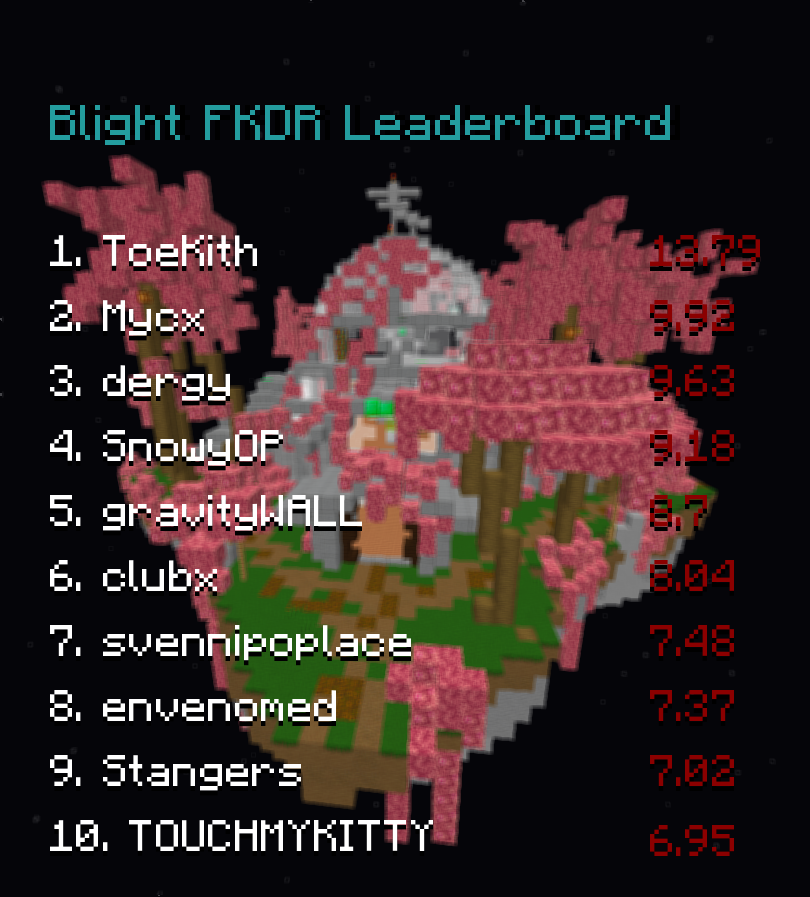 Blight FKDR Leaderboard
1. ToeKith 13.79
2. Mycx 9.92
3. dergy 9.63
4. SnowyOP 9.18
5. gravityWALL 8.7
6. clubx 8.04
7. svennipoplace 7.48
8. envenomed 7.37
9. Stangers 7.02
10. TOUCHMYKITTY 6.95